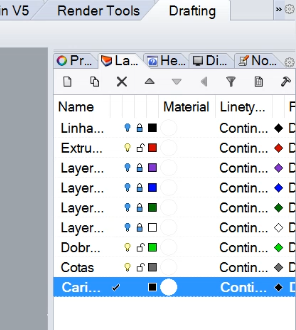 in V5 Render Tools Drafting »
Pr... La... He... Di... No...
Name Material Linety... P
Linha... Contin... D
Extru... Contin... D
Layer... Contin... D
Layer... Contin... D
Layer... Contin... D
Layer... Contin... D
Dobr... Contin... D
Cotas Contin... D
Cari... Conti... D